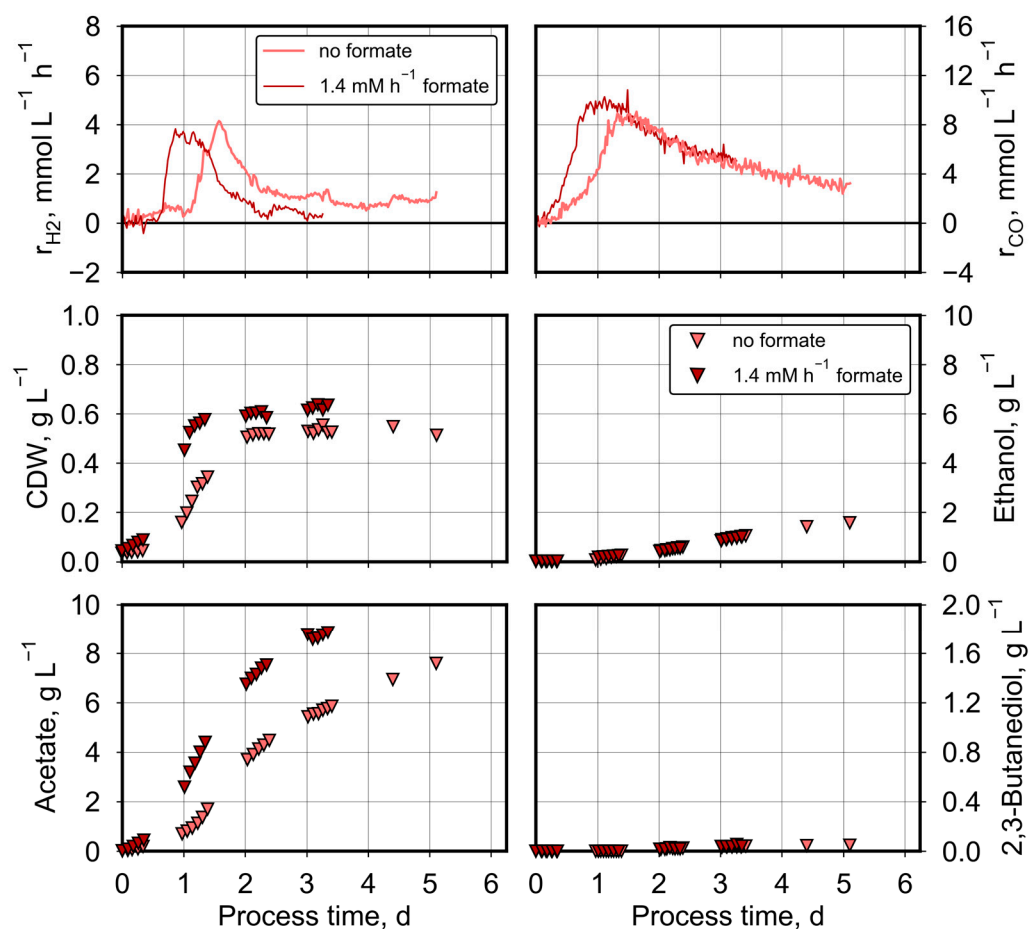 r_H2, mmol L⁻¹ h⁻¹
8
6
4
2
0
−2
no formate
1.4 mM h⁻¹ formate
16
12
8
4
0
−4
r_CO, mmol L⁻¹ h⁻¹
CDW, g L⁻¹
1.0
0.8
0.6
0.4
0.2
0.0
no formate
1.4 mM h⁻¹ formate
10
8
6
4
2
0
Ethanol, g L⁻¹
Acetate, g L⁻¹
10
8
6
4
2
0
0 1 2 3 4 5 6
Process time, d
2.0
1.6
1.2
0.8
0.4
0.0
2,3-Butanediol, g L⁻¹
0 1 2 3 4 5 6
Process time, d